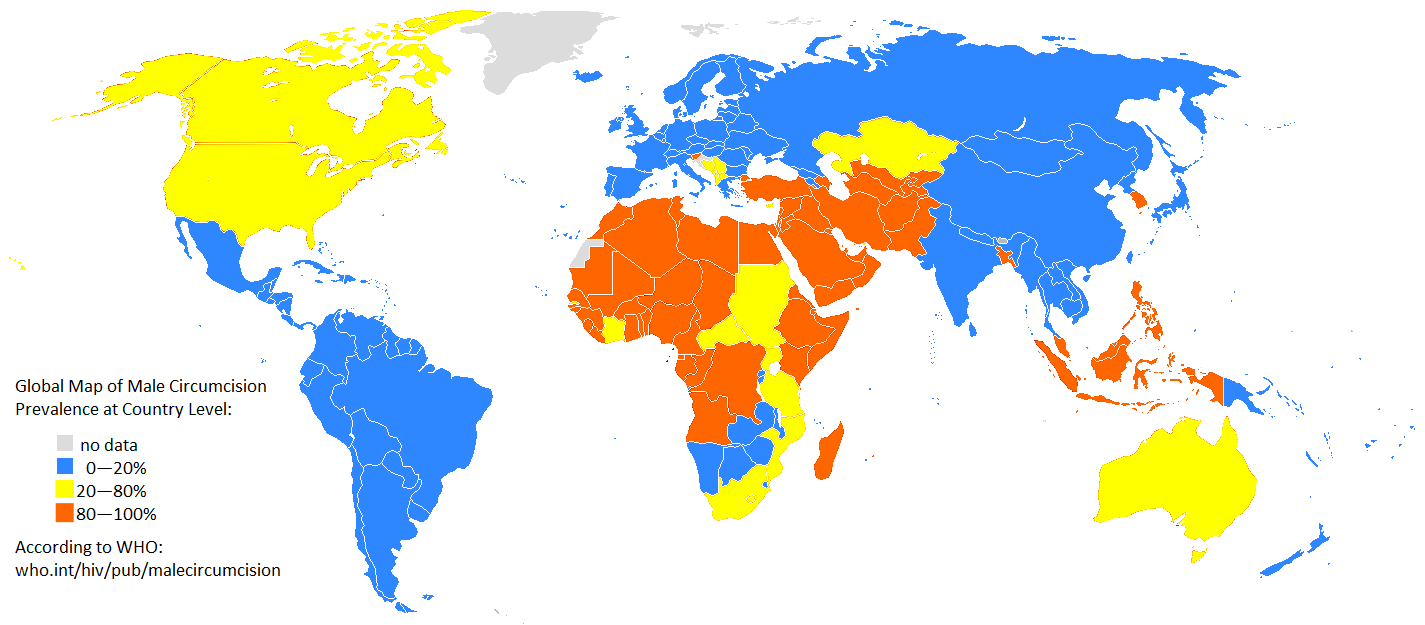 Global Map of Male Circumcision
Prevalence at Country Level:
no data
0—20%
20—80%
80—100%
According to WHO:
who.int/hiv/pub/malecircumcision